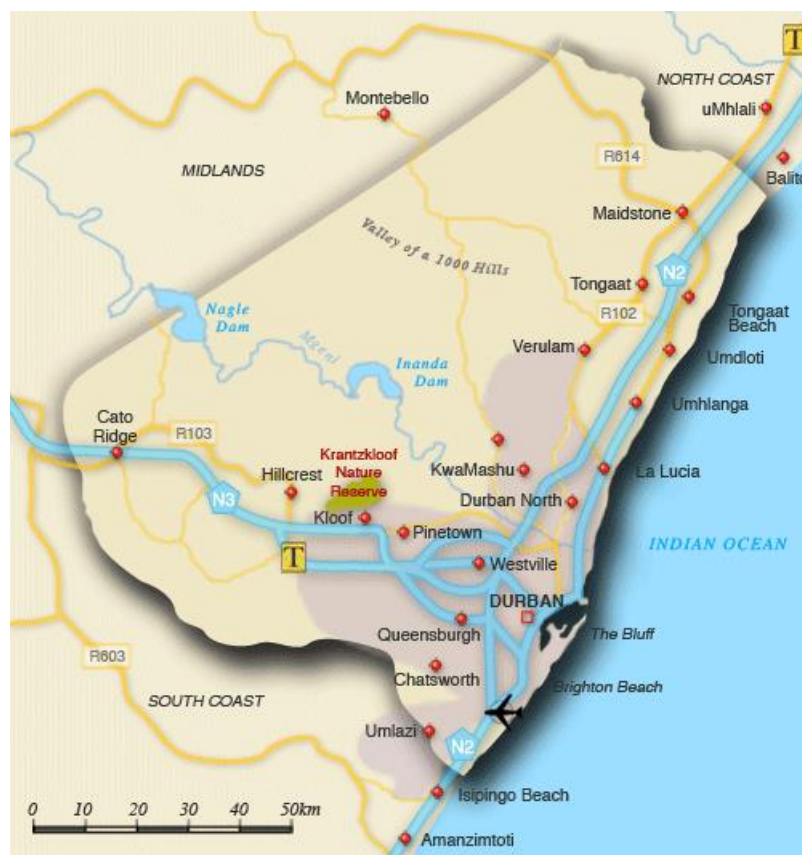 T
NORTH COAST
Montebello
uMhlali
MIDLANDS
R614
Balito
Maidstone
Valley of a 1000 Hills
N2
Tongaat
Nagle
Dam
R102
Tongaat
Beach
Mgeni
Verulam
Umdloti
Inanda
Dam
Umhlanga
Cato
Ridge
R103
Krantzkloof
Nature
Reserve
KwaMashu
La Lucia
Hillcrest
N3
Durban North
Kloof
Pinetown
INDIAN OCEAN
T
Westville
DURBAN
Queensburgh
The Bluff
R603
Chatsworth
Brighton Beach
SOUTH COAST
Umlazi
N2
Isipingo Beach
0 10 20 30 40 50km
Amanzimtoti